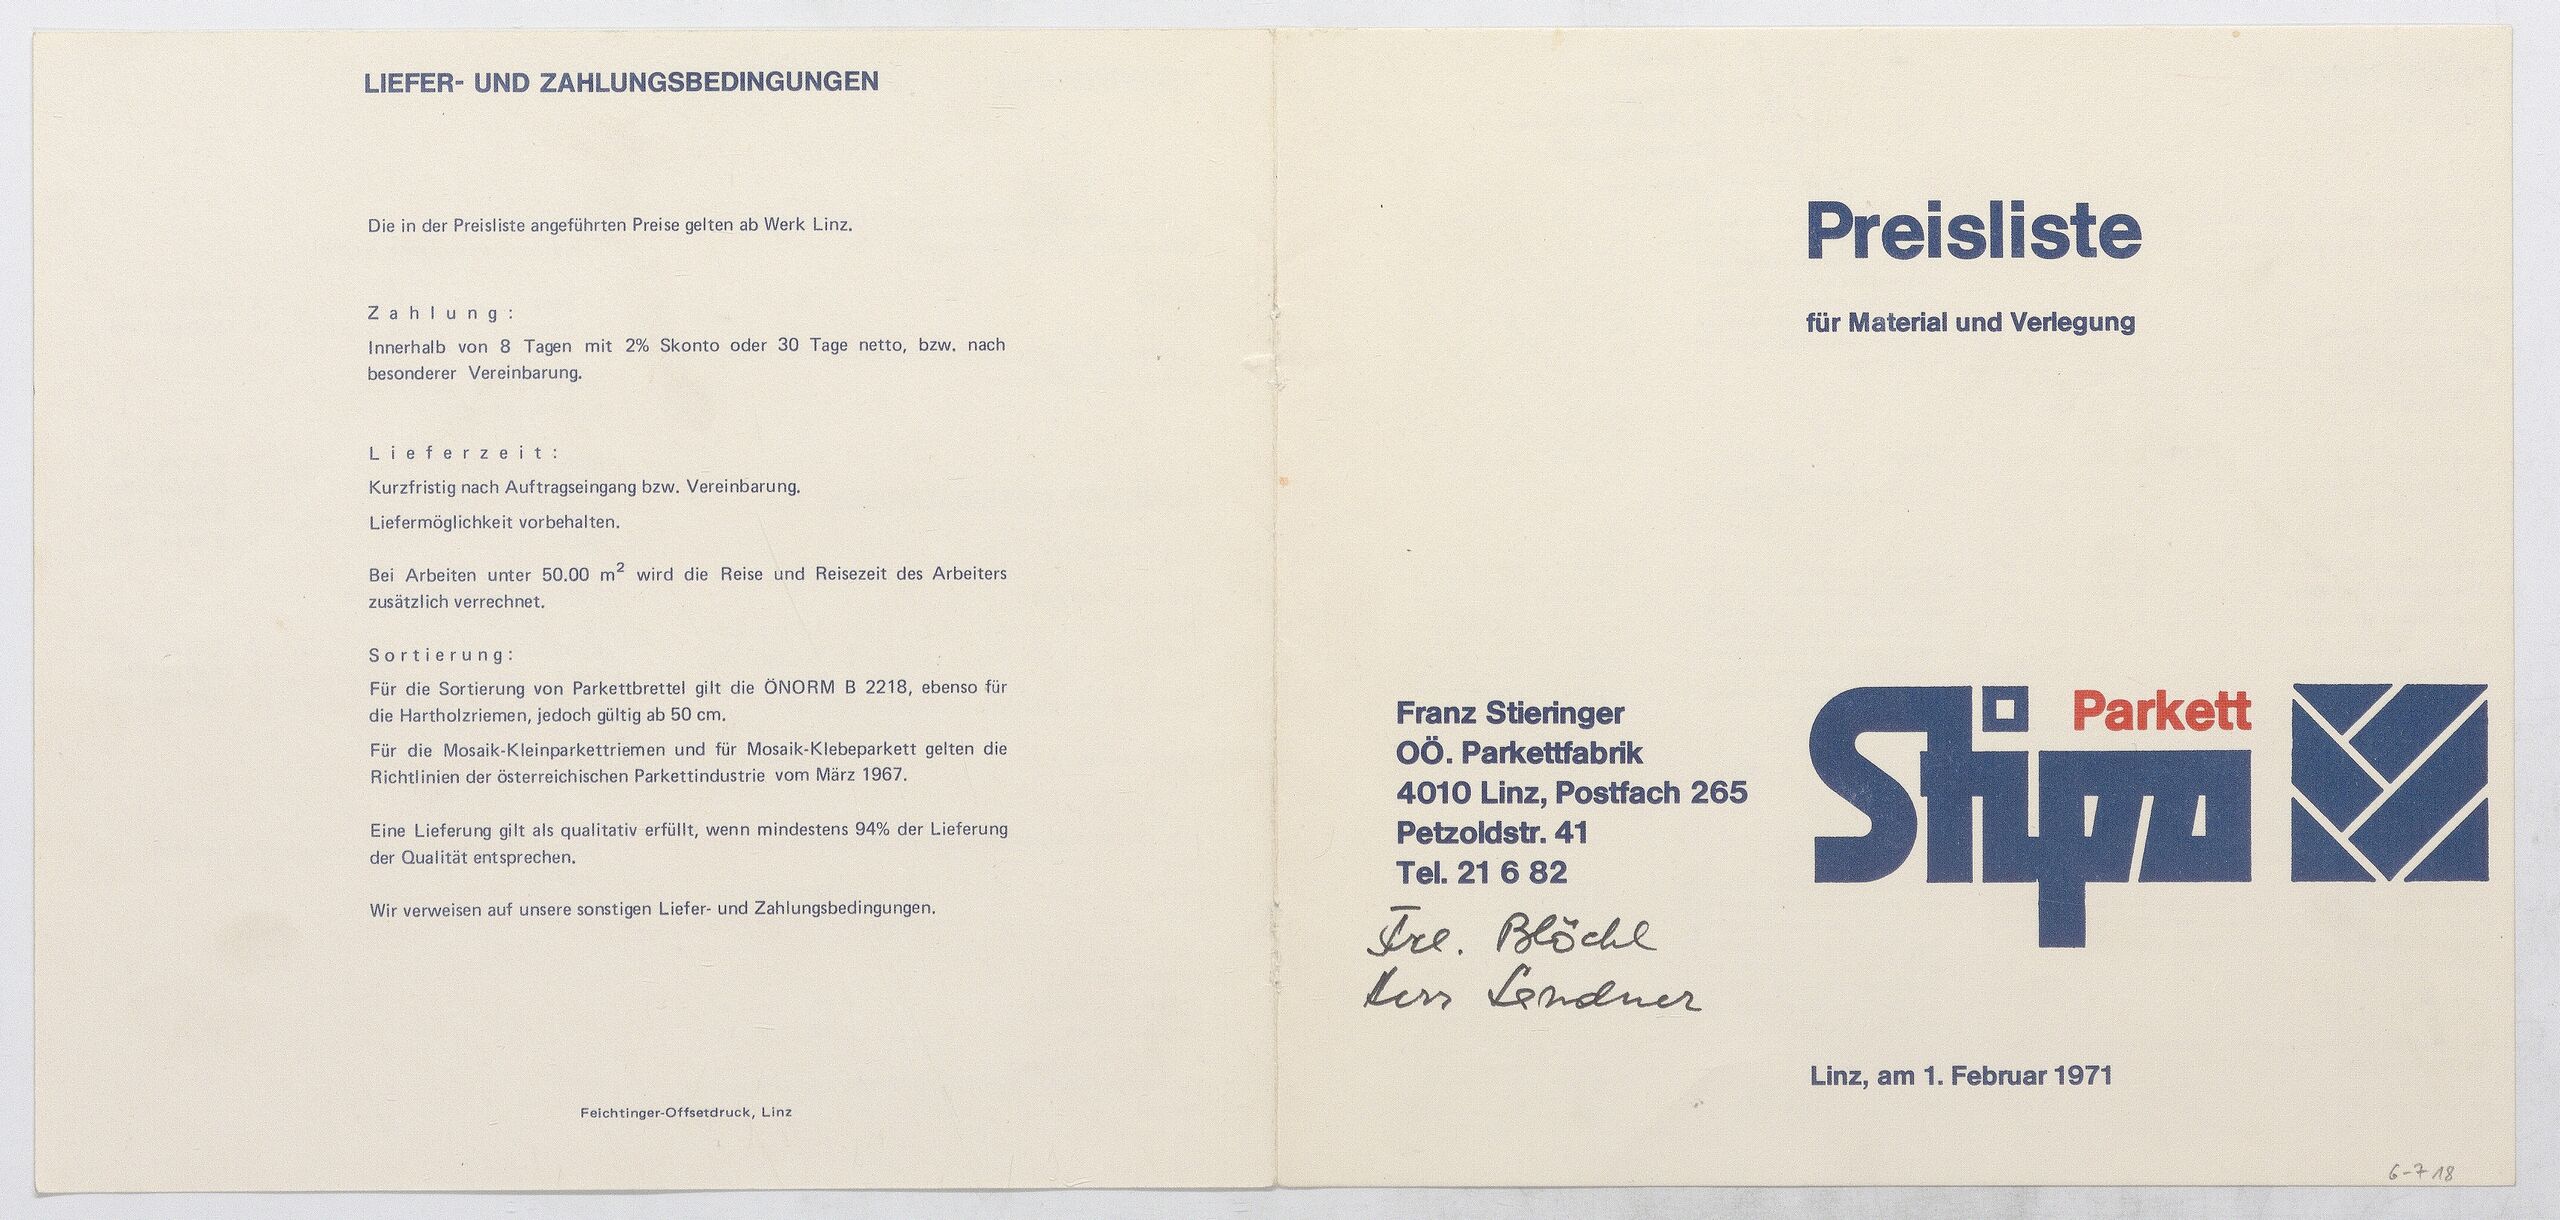 LIEFER- UND ZAHLUNGSBEDINGUNGEN
Die in der Preisliste angeführten Preise gelten ab Werk Linz.
Zahlung:
Innerhalb von 8 Tagen mit 2% Skonto oder 30 Tage netto, bzw. nach
besonderer Vereinbarung.
Lieferzeit:
Kurzfristig nach Auftragseingang bzw. Vereinbarung.
Liefermöglichkeit vorbehalten.
Bei Arbeiten unter 50.00 m² wird die Reise und Reisezeit des Arbeiters
zusätzlich verrechnet.
Sortierung:
Für die Sortierung von Parkettbrettel gilt die ÖNORM B 2218, ebenso für
die Hartholzriemen, jedoch gültig ab 50 cm.
Für die Mosaik-Kleinparkettriemen und für Mosaik-Klebeparkett gelten die
Richtlinien der österreichischen Parkettindustrie vom März 1967.
Eine Lieferung gilt als qualitativ erfüllt, wenn mindestens 94% der Lieferung
der Qualität entsprechen.
Wir verweisen auf unsere sonstigen Liefer- und Zahlungsbedingungen.
Feichtinger-Offsetdruck, Linz
Preisliste
für Material und Verlegung
Franz Stieringer
OÖ. Parkettfabrik
4010 Linz, Postfach 265
Petzoldstr. 41
Tel. 21 6 82
Frl. Blöchl
Herr Lendner
Parkett
Stipa
Linz, am 1. Februar 1971
6-7 18